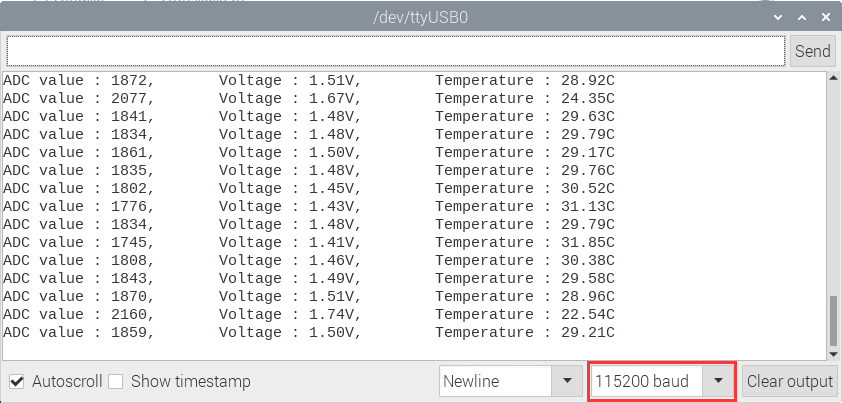 /dev/ttyUSB0
Send
ADC value : 1872, Voltage : 1.51V, Temperature : 28.92C
ADC value : 2077, Voltage : 1.67V, Temperature : 24.35C
ADC value : 1841, Voltage : 1.48V, Temperature : 29.63C
ADC value : 1834, Voltage : 1.48V, Temperature : 29.79C
ADC value : 1861, Voltage : 1.50V, Temperature : 29.17C
ADC value : 1835, Voltage : 1.48V, Temperature : 29.76C
ADC value : 1802, Voltage : 1.45V, Temperature : 30.52C
ADC value : 1776, Voltage : 1.43V, Temperature : 31.13C
ADC value : 1834, Voltage : 1.48V, Temperature : 29.79C
ADC value : 1745, Voltage : 1.41V, Temperature : 31.85C
ADC value : 1808, Voltage : 1.46V, Temperature : 30.38C
ADC value : 1843, Voltage : 1.49V, Temperature : 29.58C
ADC value : 1870, Voltage : 1.51V, Temperature : 28.96C
ADC value : 2160, Voltage : 1.74V, Temperature : 22.54C
ADC value : 1859, Voltage : 1.50V, Temperature : 29.21C
Autoscroll Show timestamp Newline 115200 baud Clear output